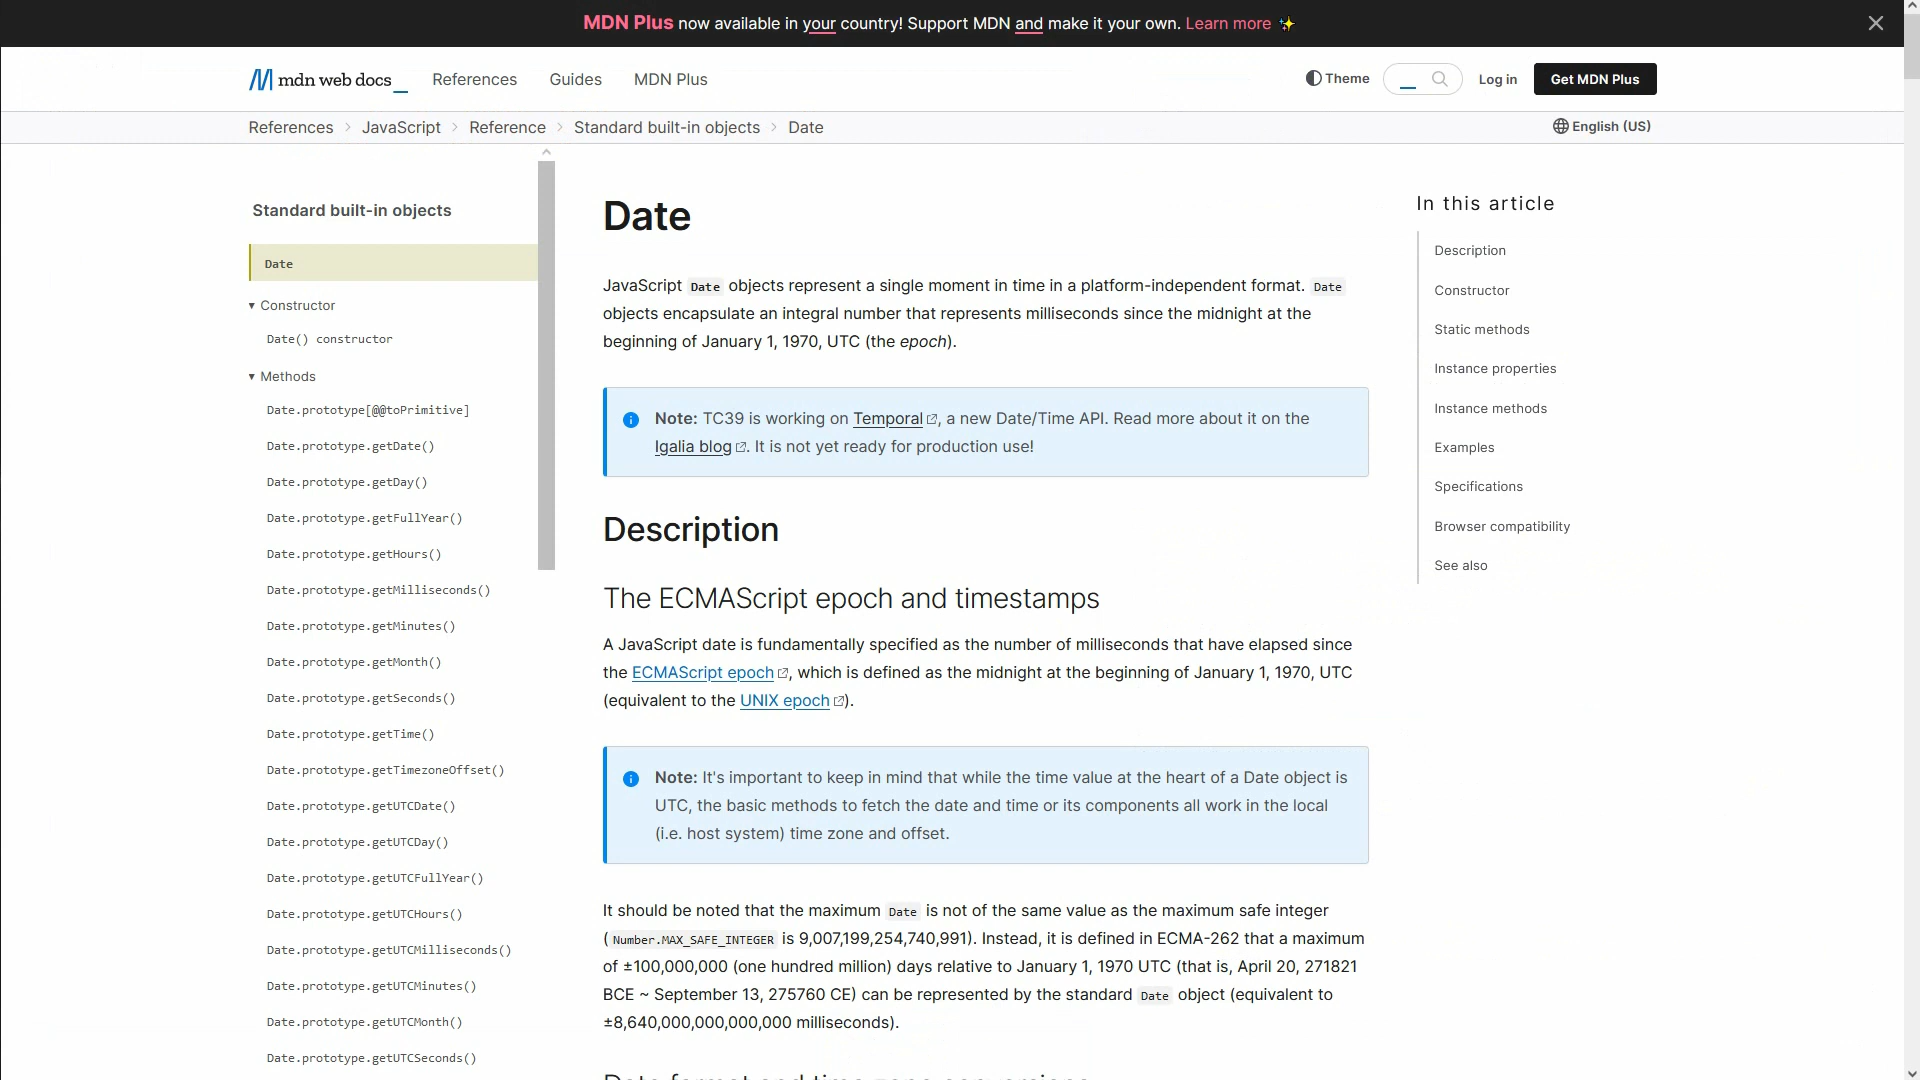 MDN Plus now available in your country! Support MDN and make it your own. Learn more ✨
mdn web docs_
References
Guides
MDN Plus
Theme
Log in
Get MDN Plus
References > JavaScript > Reference > Standard built-in objects > Date
English (US)
Standard built-in objects
Date
Constructor
Date() constructor
Methods
Date.prototype[@@toPrimitive]
Date.prototype.getDate()
Date.prototype.getDay()
Date.prototype.getFullYear()
Date.prototype.getHours()
Date.prototype.getMilliseconds()
Date.prototype.getMinutes()
Date.prototype.getMonth()
Date.prototype.getSeconds()
Date.prototype.getTime()
Date.prototype.getTimezoneOffset()
Date.prototype.getUTCDate()
Date.prototype.getUTCDay()
Date.prototype.getUTCFullYear()
Date.prototype.getUTCHours()
Date.prototype.getUTCMilliseconds()
Date.prototype.getUTCMinutes()
Date.prototype.getUTCMonth()
Date.prototype.getUTCSeconds()
Date
JavaScript Date objects represent a single moment in time in a platform-independent format. Date
objects encapsulate an integral number that represents milliseconds since the midnight at the
beginning of January 1, 1970, UTC (the epoch).
Note: TC39 is working on Temporal, a new Date/Time API. Read more about it on the
Igalia blog. It is not yet ready for production use!
Description
The ECMAScript epoch and timestamps
A JavaScript date is fundamentally specified as the number of milliseconds that have elapsed since
the ECMAScript epoch, which is defined as the midnight at the beginning of January 1, 1970, UTC
(equivalent to the UNIX epoch).
Note: It's important to keep in mind that while the time value at the heart of a Date object is
UTC, the basic methods to fetch the date and time or its components all work in the local
(i.e. host system) time zone and offset.
It should be noted that the maximum Date is not of the same value as the maximum safe integer
(Number.MAX_SAFE_INTEGER is 9,007,199,254,740,991). Instead, it is defined in ECMA-262 that a maximum
of ±100,000,000 (one hundred million) days relative to January 1, 1970 UTC (that is, April 20, 271821
BCE ~ September 13, 275760 CE) can be represented by the standard Date object (equivalent to
±8,640,000,000,000,000 milliseconds).
Date format and time zone conversions
In this article
Description
Constructor
Static methods
Instance properties
Instance methods
Examples
Specifications
Browser compatibility
See also